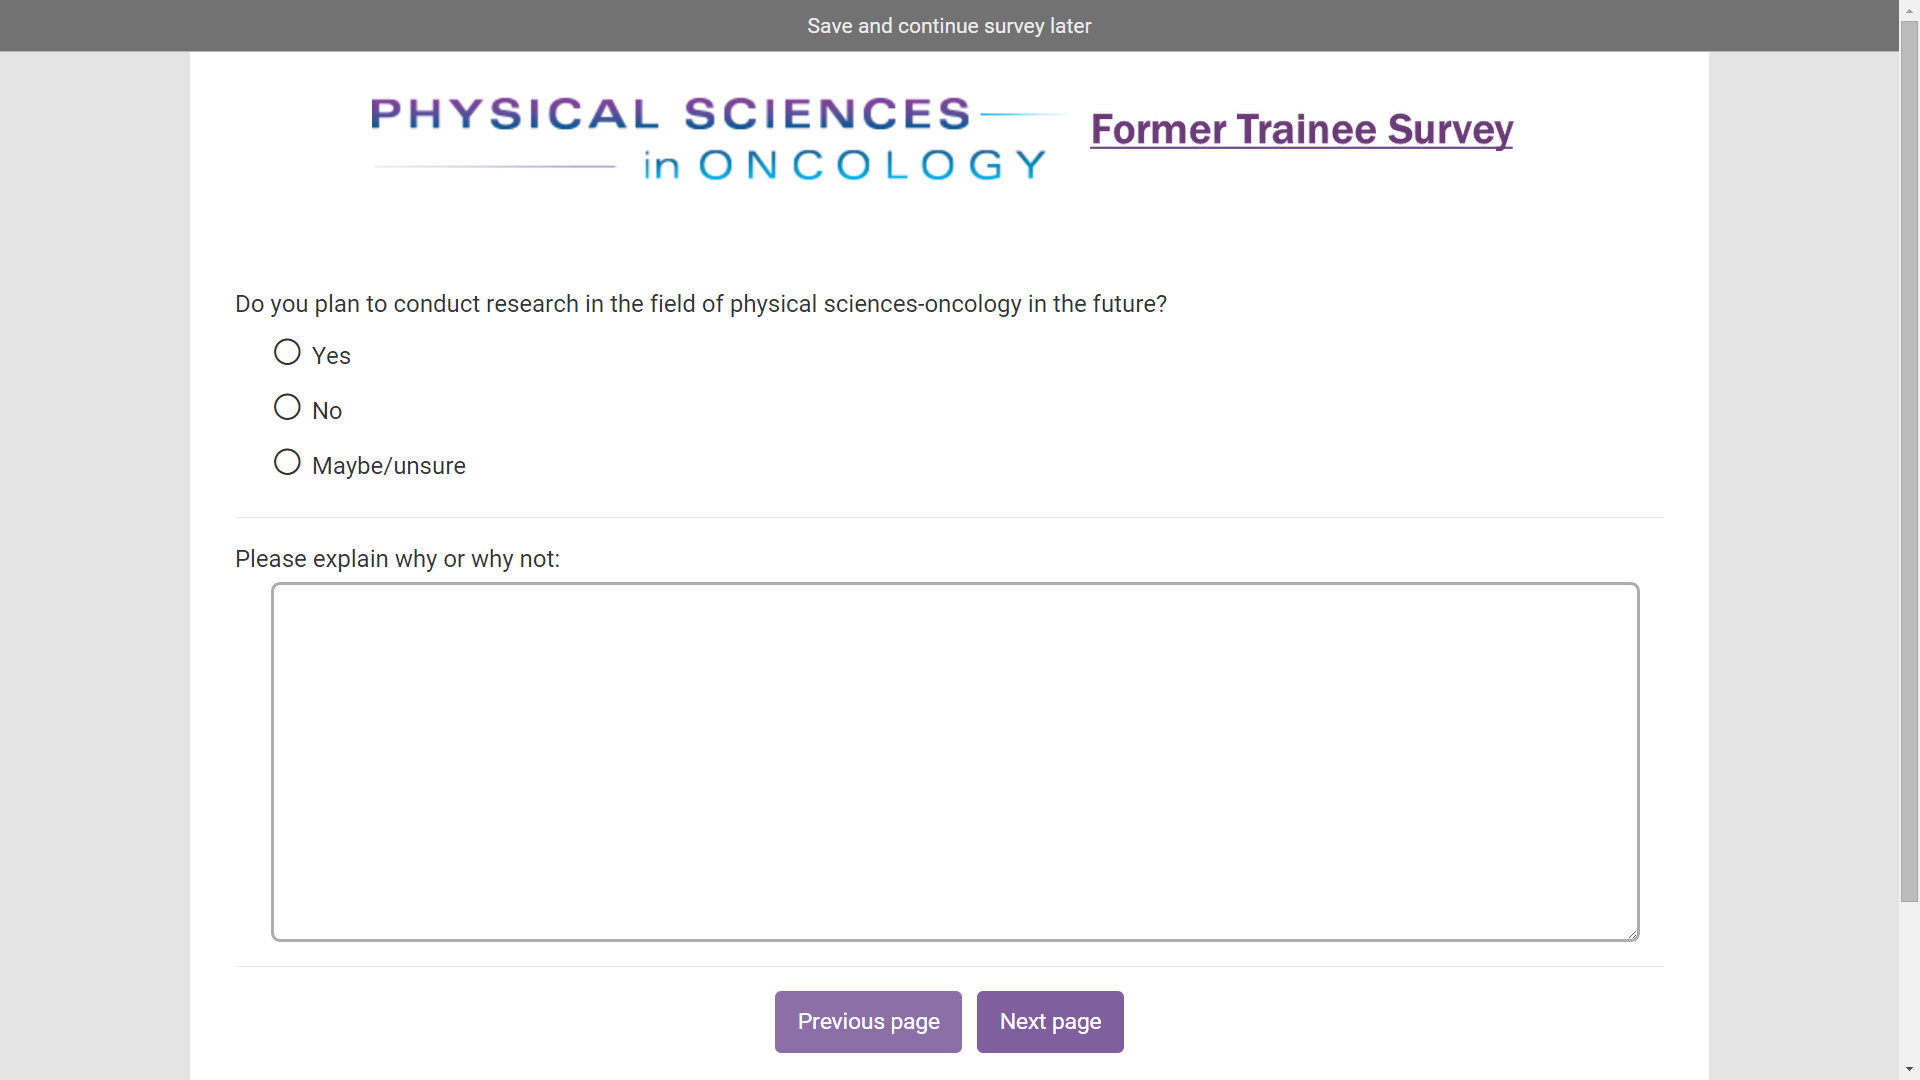 Save and continue survey later
PHYSICAL SCIENCES
in ONCOLOGY
Former Trainee Survey
Do you plan to conduct research in the field of physical sciences-oncology in the future?
Yes
No
Maybe/unsure
Please explain why or why not:
Previous page
Next page